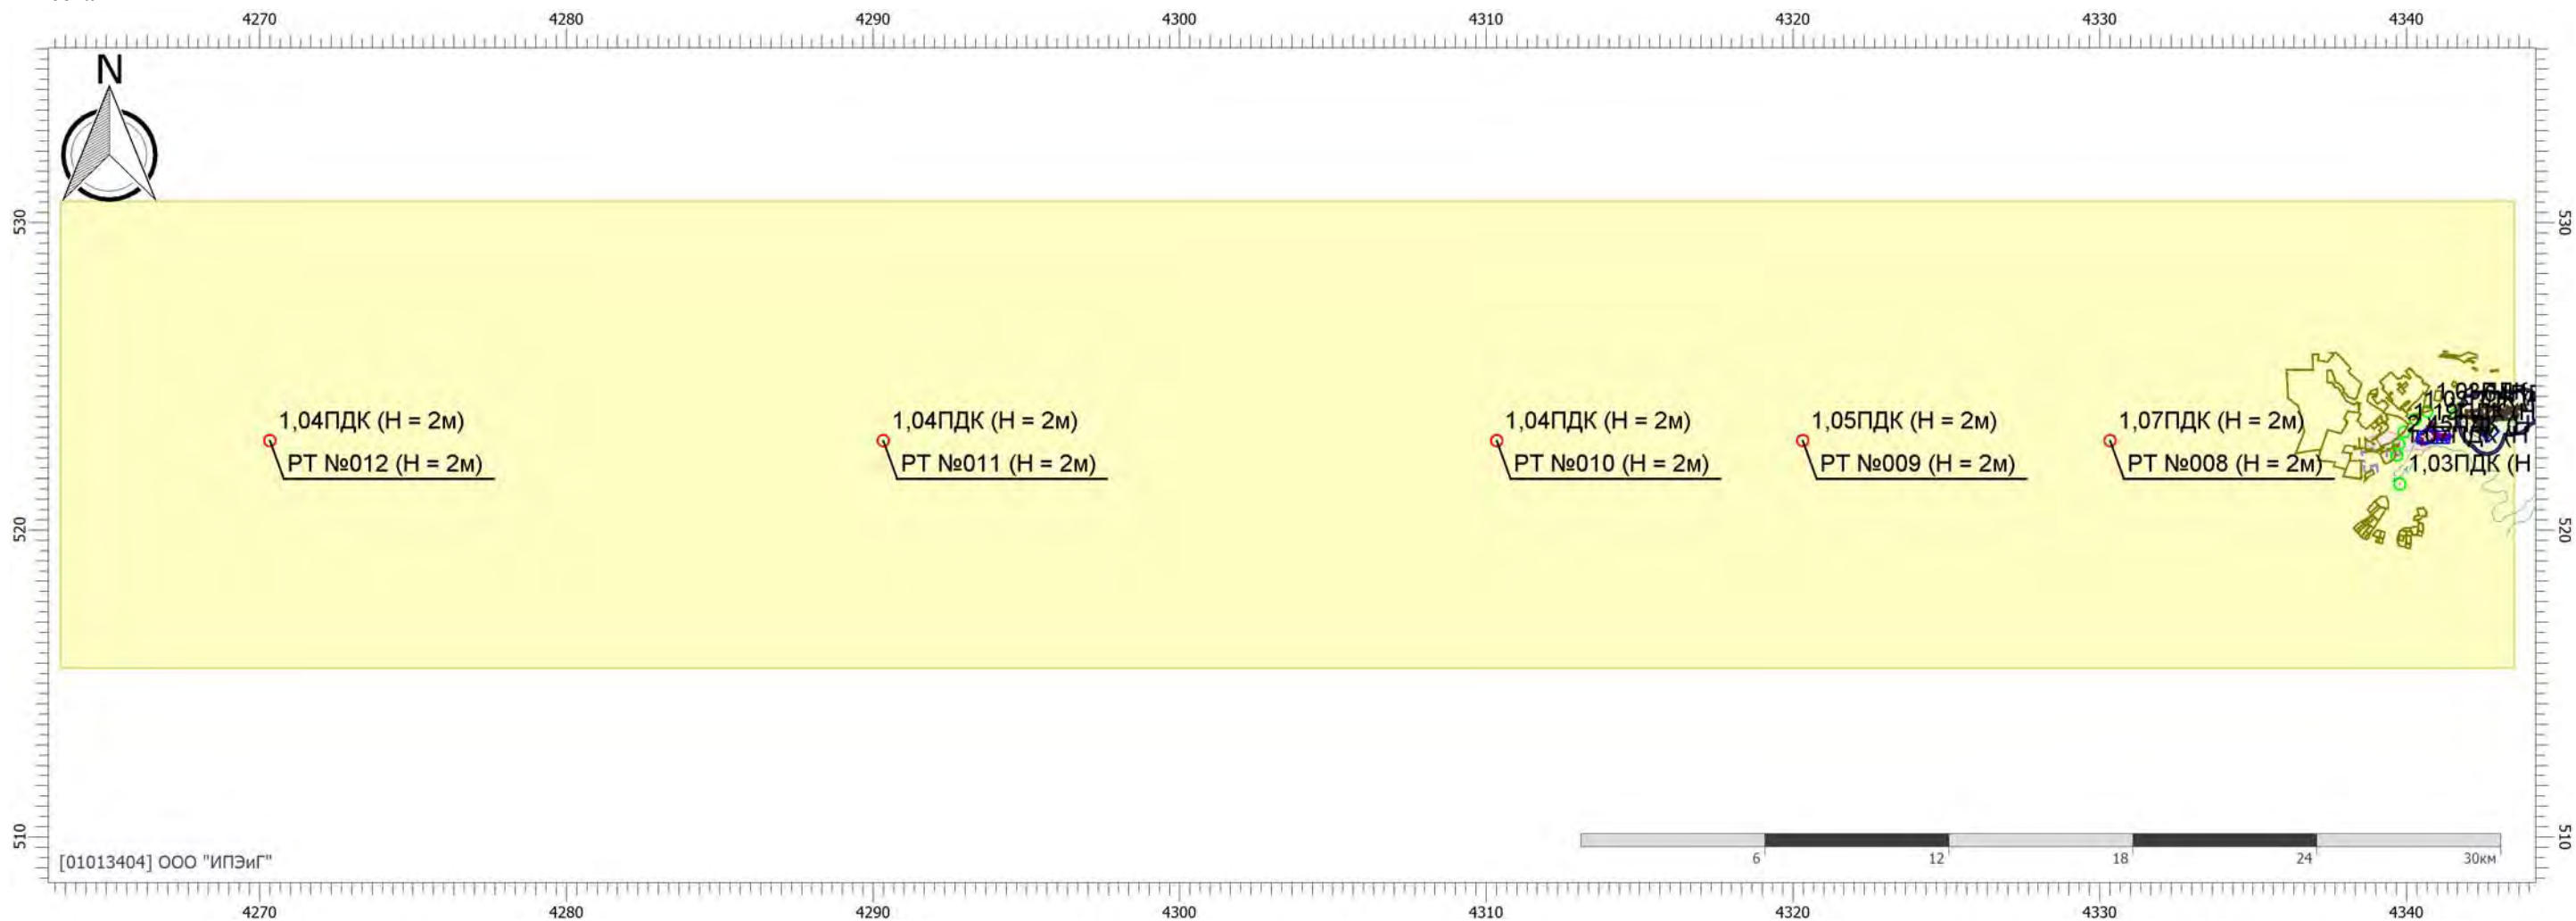 4270 4280 4290 4300 4310 4320 4330 4340
N
530 530
1,04ПДК (Н = 2м) 1,04ПДК (Н = 2м) 1,04ПДК (Н = 2м) 1,05ПДК (Н = 2м) 1,07ПДК (Н = 2м)
РТ №012 (Н = 2м) РТ №011 (Н = 2м) РТ №010 (Н = 2м) РТ №009 (Н = 2м) РТ №008 (Н = 2м) 1,03ПДК (Н
520 520
510 510
[01013404] ООО "ИПЭиГ"
6 12 18 24 30км
4270 4280 4290 4300 4310 4320 4330 4340